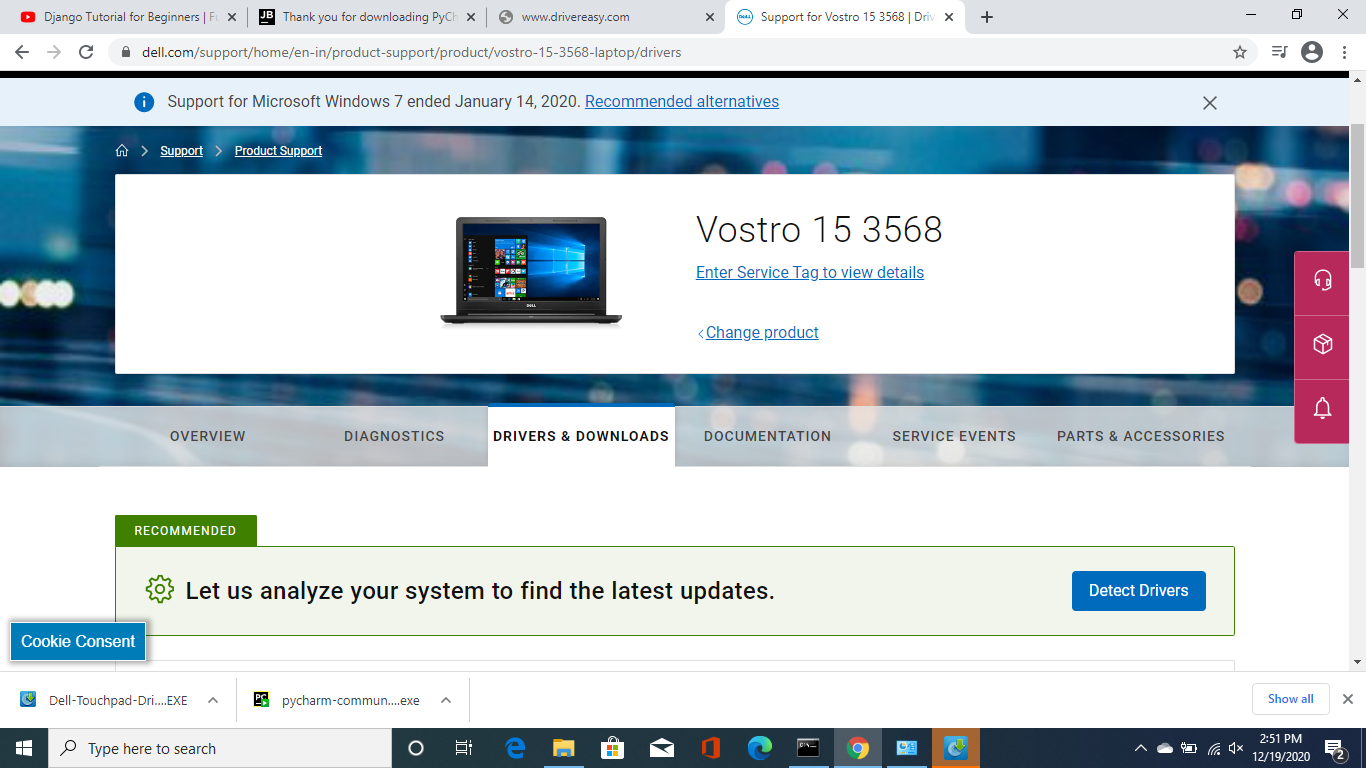 Django Tutorial for Beginners | Fu
Thank you for downloading PyCh
www.drivereasy.com
Support for Vostro 15 3568 | Driv
dell.com/support/home/en-in/product-support/product/vostro-15-3568-laptop/drivers
Support for Microsoft Windows 7 ended January 14, 2020. Recommended alternatives
Support
Product Support
Vostro 15 3568
Enter Service Tag to view details
Change product
OVERVIEW
DIAGNOSTICS
DRIVERS & DOWNLOADS
DOCUMENTATION
SERVICE EVENTS
PARTS & ACCESSORIES
RECOMMENDED
Let us analyze your system to find the latest updates.
Detect Drivers
Cookie Consent
Dell-Touchpad-Dri....EXE
pycharm-commun....exe
Show all
Type here to search
2:51 PM
12/19/2020
2